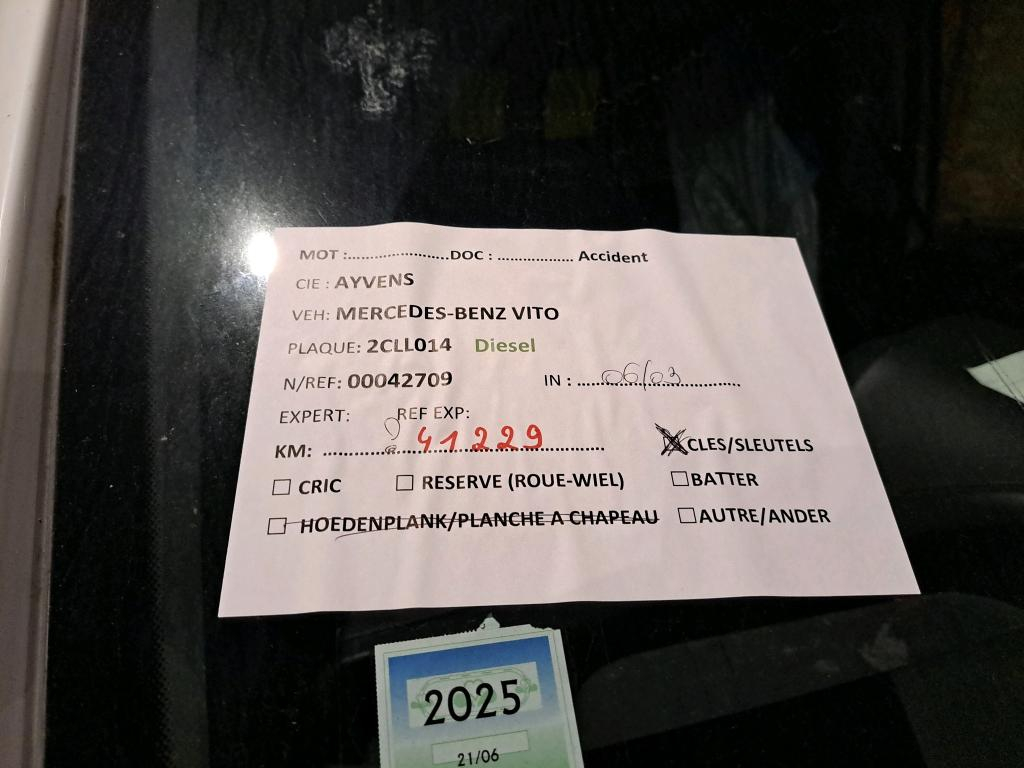 MOT :......................DOC : ................. Accident
CIE : AYVENS
VEH: MERCEDES-BENZ VITO
PLAQUE: 2CLL014 Diesel
N/REF: 00042709 IN : ....06/03.............
EXPERT: REF EXP:
KM: ..............41229.............. ☒CLES/SLEUTELS
☐ CRIC ☐ RESERVE (ROUE-WIEL) ☐BATTER
☐ HOEDENPLANK/PLANCHE A CHAPEAU ☐AUTRE/ANDER
2025
21/06